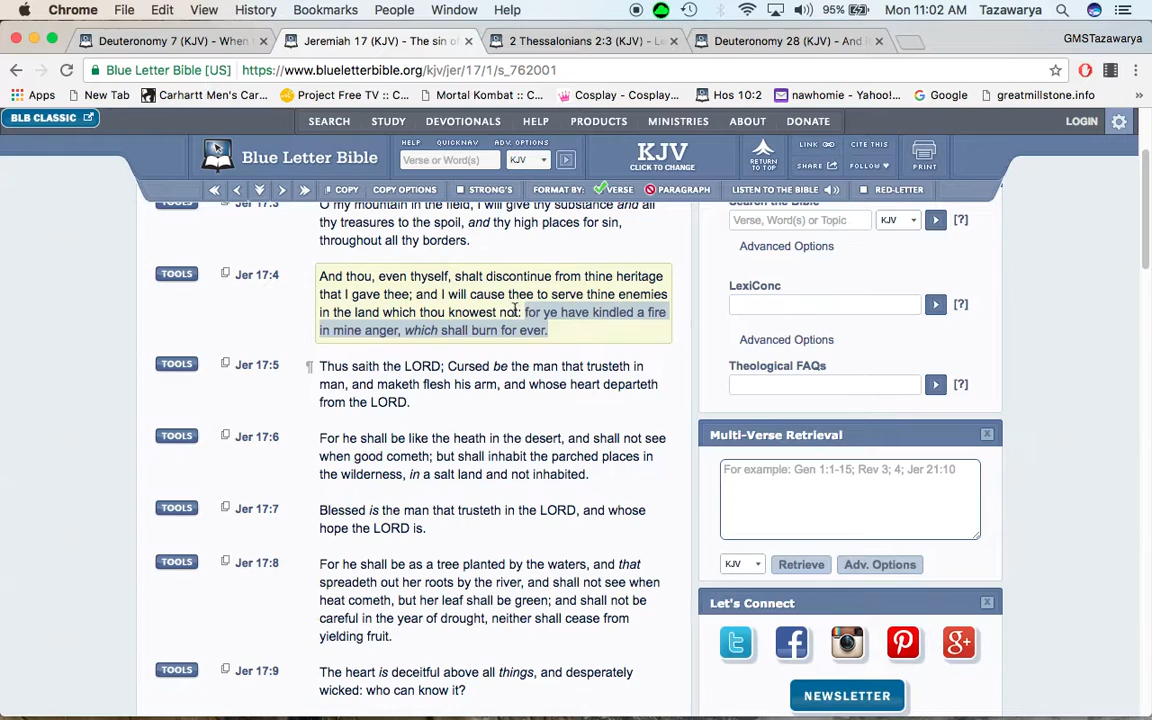 Chrome File Edit View History Bookmarks People Window Help 95% Mon 11:02 AM Tazawarya
Deuteronomy 7 (KJV) - When t × Jeremiah 17 (KJV) - The sin of × 2 Thessalonians 2:3 (KJV) - Le × Deuteronomy 28 (KJV) - And i × GMSTazawarya
Blue Letter Bible [US] https://www.blueletterbible.org/kjv/jer/17/1/s_762001
Apps New Tab Carhartt Men's Car... Project Free TV :: C... Mortal Kombat :: C... Cosplay - Cosplay... Hos 10:2 nawhomie - Yahoo!... Google greatmillstone.info »
BLB CLASSIC SEARCH STUDY DEVOTIONALS HELP PRODUCTS MINISTRIES ABOUT DONATE LOGIN
HELP QUICKNAV ADV. OPTIONS
Blue Letter Bible Verse or Word(s) KJV
KJV
CLICK TO CHANGE
RETURN TO TOP
LINK CITE THIS
SHARE FOLLOW
PRINT
COPY COPY OPTIONS STRONG'S FORMAT BY: VERSE PARAGRAPH LISTEN TO THE BIBLE RED-LETTER
Jer 17:3 O my mountain in the field, I will give thy substance and all
thy treasures to the spoil, and thy high places for sin,
throughout all thy borders.
TOOLS Jer 17:4 And thou, even thyself, shalt discontinue from thine heritage
that I gave thee; and I will cause thee to serve thine enemies
in the land which thou knowest not: for ye have kindled a fire
in mine anger, which shall burn for ever.
TOOLS Jer 17:5 ¶ Thus saith the LORD; Cursed be the man that trusteth in
man, and maketh flesh his arm, and whose heart departeth
from the LORD.
TOOLS Jer 17:6 For he shall be like the heath in the desert, and shall not see
when good cometh; but shall inhabit the parched places in
the wilderness, in a salt land and not inhabited.
TOOLS Jer 17:7 Blessed is the man that trusteth in the LORD, and whose
hope the LORD is.
TOOLS Jer 17:8 For he shall be as a tree planted by the waters, and that
spreadeth out her roots by the river, and shall not see when
heat cometh, but her leaf shall be green; and shall not be
careful in the year of drought, neither shall cease from
yielding fruit.
TOOLS Jer 17:9 The heart is deceitful above all things, and desperately
wicked: who can know it?
Search the Bible
Verse, Word(s) or Topic KJV [?]
Advanced Options
LexiConc
Advanced Options
Theological FAQs
[?]
Multi-Verse Retrieval
For example: Gen 1:1-15; Rev 3; 4; Jer 21:10
KJV Retrieve Adv. Options
Let's Connect
NEWSLETTER